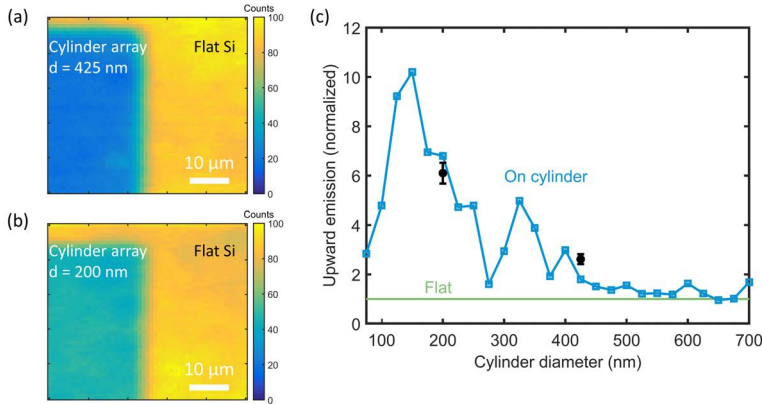 (a)
Counts
Cylinder array
d = 425 nm
Flat Si
10 µm
100
80
60
40
20
0
(b)
Counts
Cylinder array
d = 200 nm
Flat Si
10 µm
100
80
60
40
20
0
(c)
Upward emission (normalized)
12
10
8
6
4
2
0
On cylinder
Flat
100 200 300 400 500 600 700
Cylinder diameter (nm)